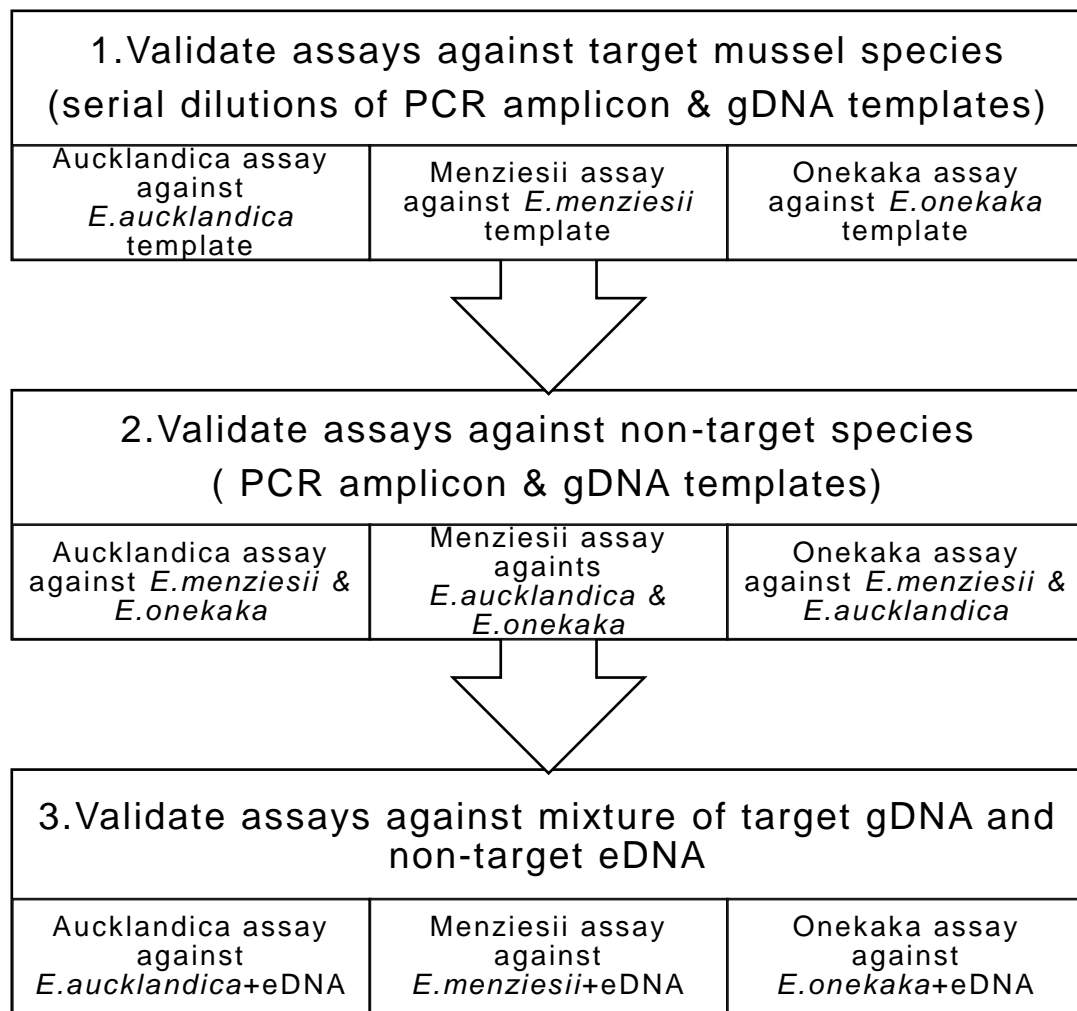 1.Validate assays against target mussel species
(serial dilutions of PCR amplicon & gDNA templates)
Aucklandica assay
against
E.aucklandica
template
Menziesii assay
against E.menziesii
template
Onekaka assay
against E.onekaka
template
2.Validate assays against non-target species
( PCR amplicon & gDNA templates)
Aucklandica assay
against E.menziesii &
E.onekaka
Menziesii assay
againts
E.aucklandica &
E.onekaka
Onekaka assay
against E.menziesii &
E.aucklandica
3.Validate assays against mixture of target gDNA and
non-target eDNA
Aucklandica assay
against
E.aucklandica+eDNA
Menziesii assay
against
E.menziesii+eDNA
Onekaka assay
against
E.onekaka+eDNA